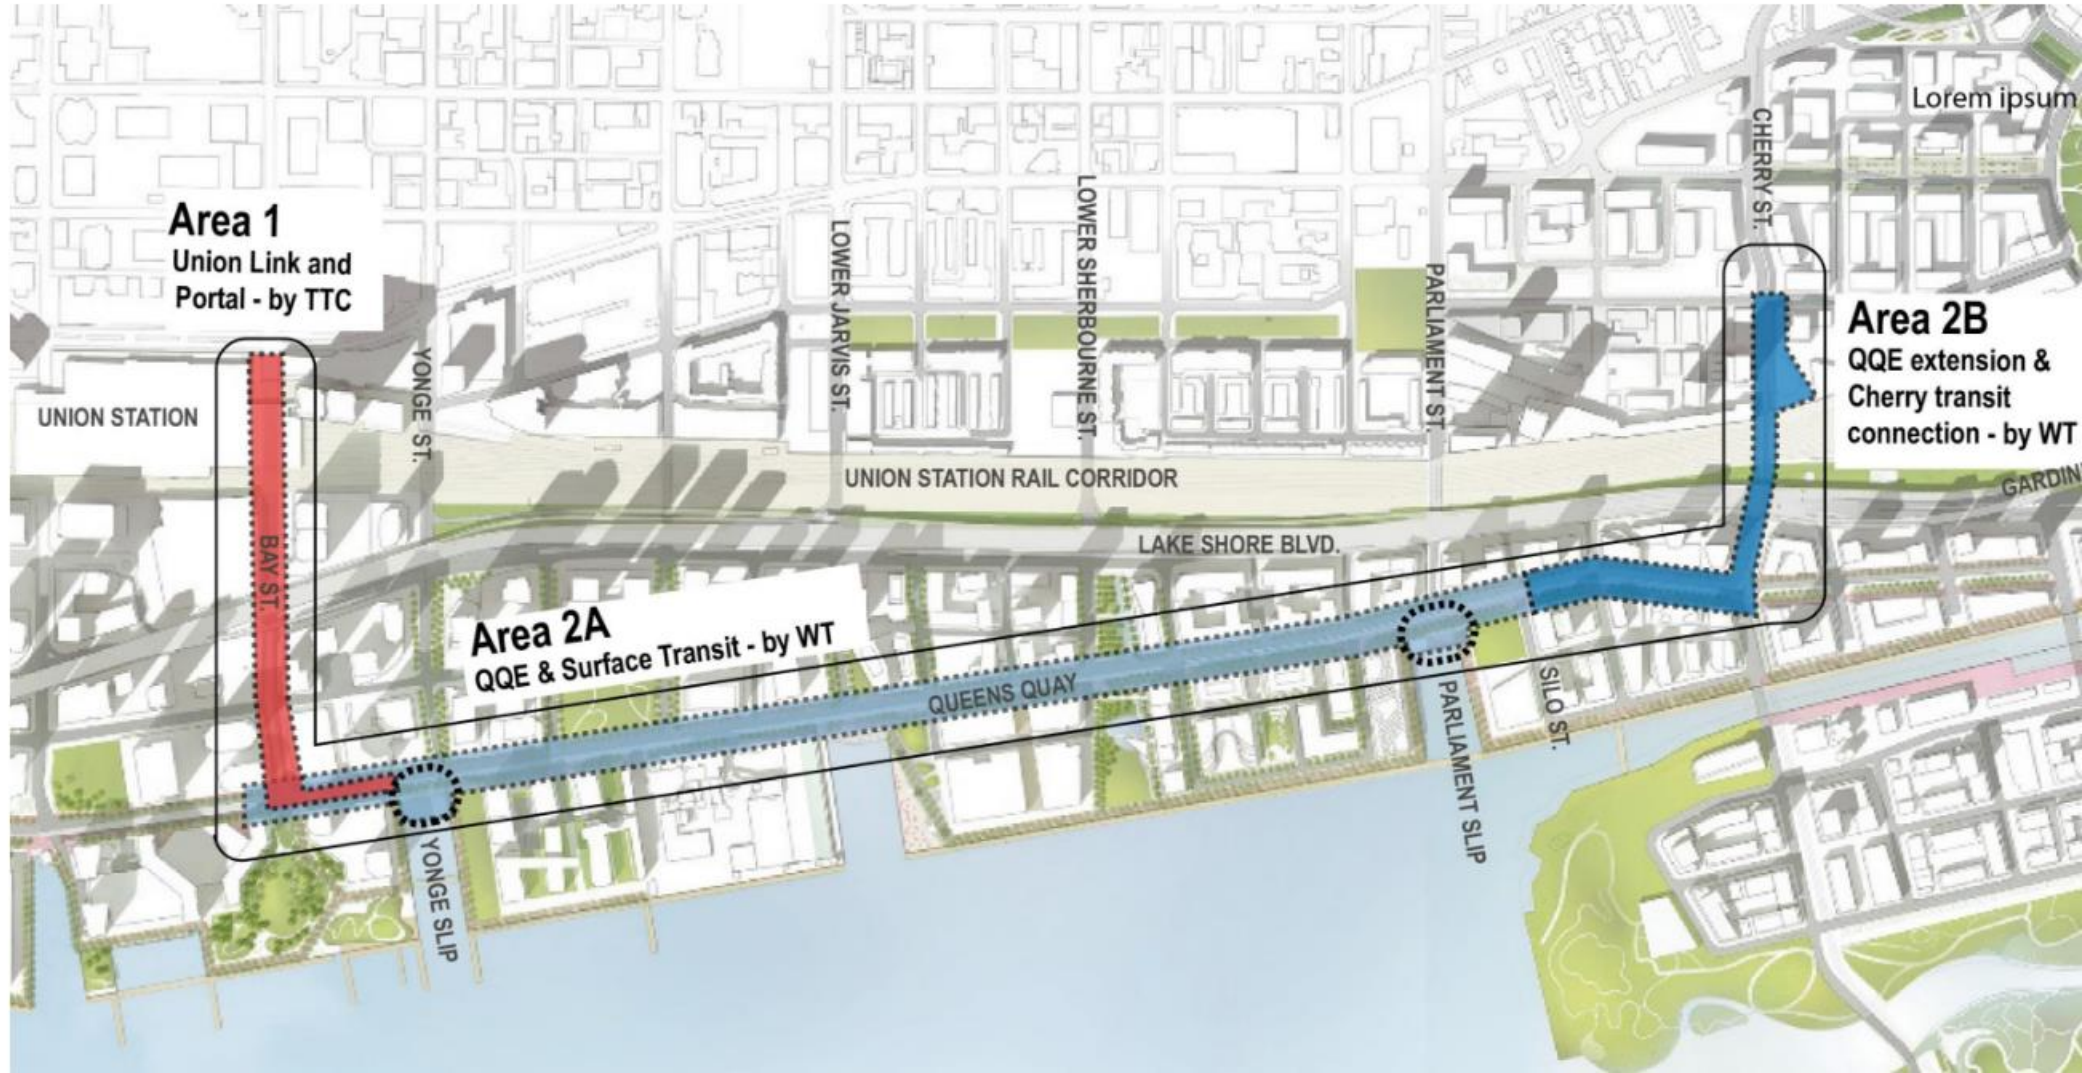 Lorem ipsum
CHERRY ST.
Area 1
Union Link and
Portal - by TTC
LOWER JARVIS ST.
LOWER SHERBOURNE ST.
PARLIAMENT ST.
YONGE ST.
UNION STATION
Area 2B
QQE extension &
Cherry transit
connection - by WT
UNION STATION RAIL CORRIDOR
GARDIN
LAKE SHORE BLVD.
BAY ST.
Area 2A
QQE & Surface Transit - by WT
QUEENS QUAY
SILO ST.
PARLIAMENT SLIP
YONGE SLIP